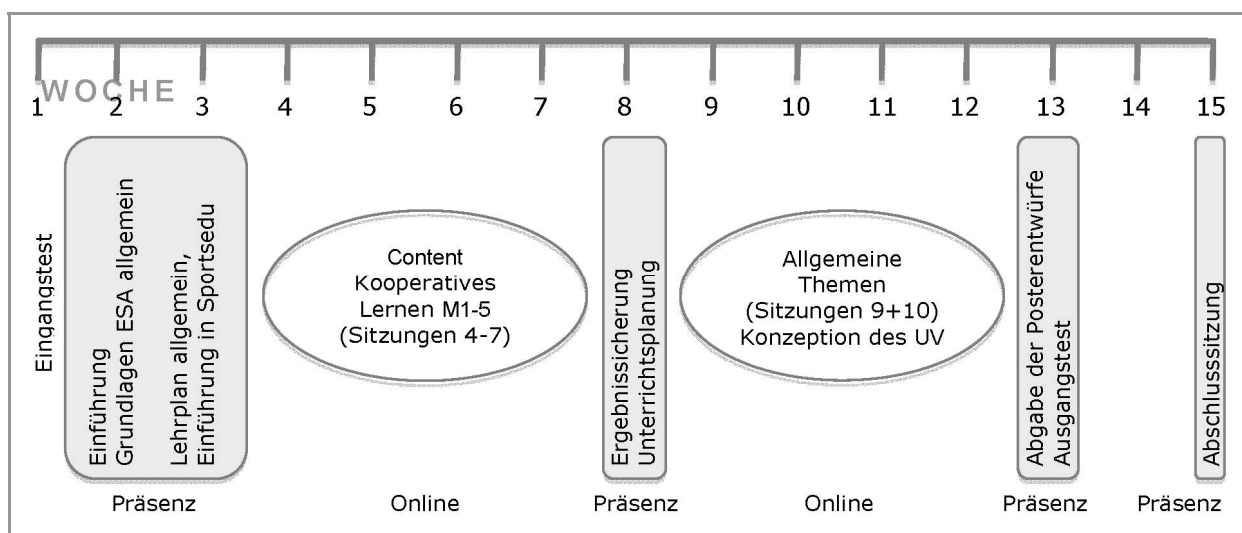 WOCHE
1 2 3 4 5 6 7 8 9 10 11 12 13 14 15
Eingangstest
Einführung
Grundlagen ESA allgemein
Lehrplan allgemein,
Einführung in Sportsedu
Content
Kooperatives
Lernen M1-5
(Sitzungen 4-7)
Ergebnissicherung
Unterrichtsplanung
Allgemeine
Themen
(Sitzungen 9+10)
Konzeption des UV
Abgabe der Posterentwürfe
Ausgangstest
Abschlusssitzung
Präsenz Online Präsenz Online Präsenz Präsenz